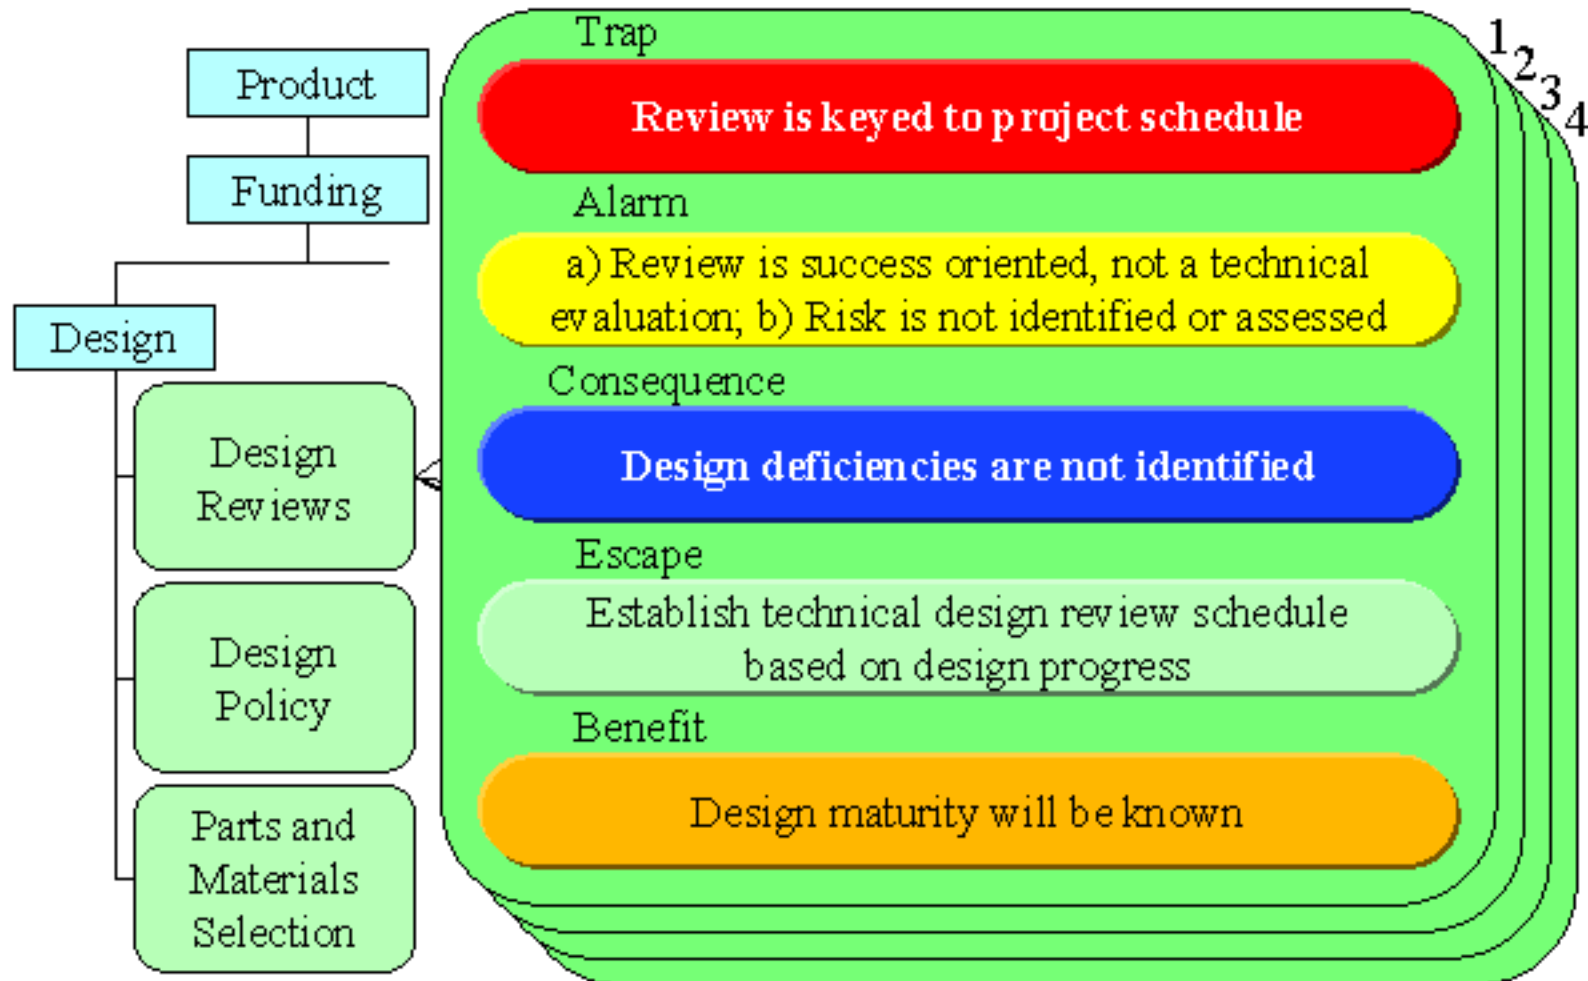 Product
Funding
Design
Design
Reviews
Design
Policy
Parts and
Materials
Selection
Trap
Review is keyed to project schedule
Alarm
a) Review is success oriented, not a technical
evaluation; b) Risk is not identified or assessed
Consequence
Design deficiencies are not identified
Escape
Establish technical design review schedule
based on design progress
Benefit
Design maturity will be known
1
2
3
4